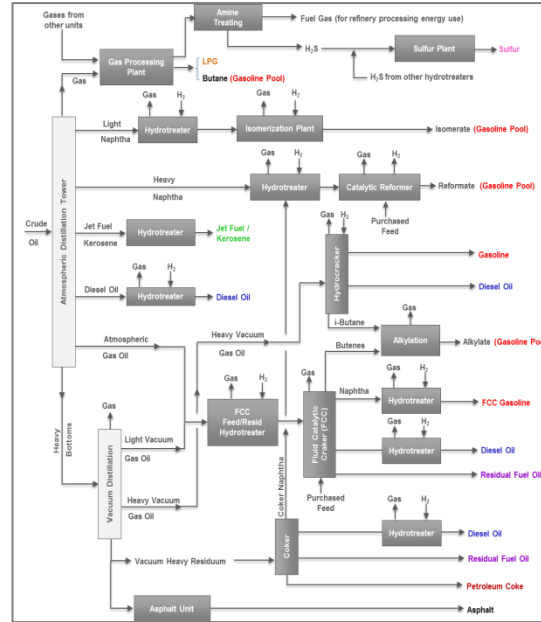 Gases from
other units
Amine
Treating
Fuel Gas (for refinery processing energy use)
H2S
Sulfur Plant
Sulfur
Gas Processing
Plant
LPG
Butane (Gasoline Pool)
H2S from other hydrotreaters
Gas
Light
Naphtha
Gas
H2
Hydrotreater
Gas
H2
Isomerization Plant
Isomerate (Gasoline Pool)
Atmospheric Distillation Tower
Heavy
Naphtha
Gas
H2
Hydrotreater
Gas
H2
Catalytic Reformer
Reformate (Gasoline Pool)
Purchased
Feed
Crude
Oil
Jet Fuel
Kerosene
Hydrotreater
Jet Fuel /
Kerosene
Gas
H2
Hydrocracker
Gasoline
Diesel Oil
Diesel Oil
Gas
H2
Hydrotreater
Diesel Oil
i-Butane
Gas
Alkylation
Alkylate (Gasoline Poo
Butenes
Atmospheric
Gas Oil
Heavy Vacuum
Gas Oil
Gas
H2
FCC
Feed/Resid
Hydrotreater
Gas
Fluid Catalytic
Craker (FCC)
Naphtha
Gas
H2
Hydrotreater
FCC Gasoline
Gas
H2
Hydrotreater
Diesel Oil
Residual Fuel Oil
Purchased
Feed
Heavy
Bottoms
Gas
Vacuum Distillation
Light Vacuum
Gas Oil
Heavy Vacuum
Gas Oil
Coker Naphtha
Coker
Gas
H2
Hydrotreater
Diesel Oil
Residual Fuel Oil
Petroleum Coke
Vacuum Heavy Residuum
Asphalt Unit
Asphalt